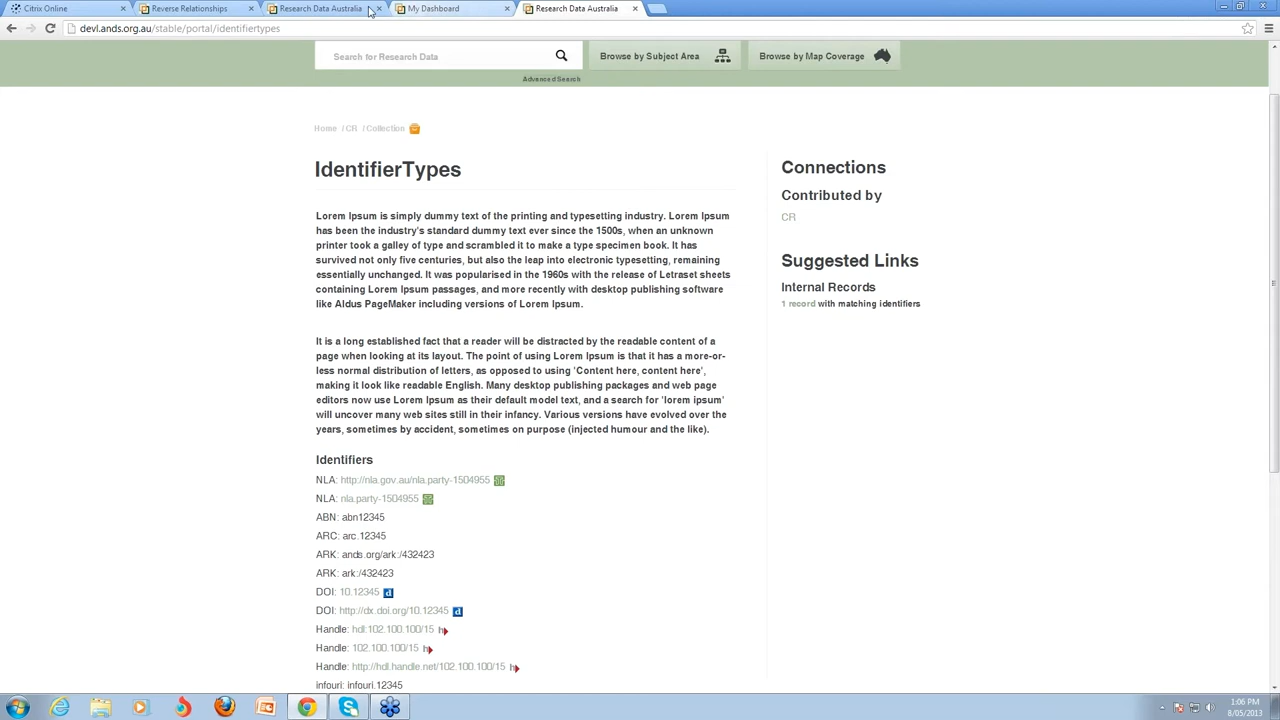 Citrix Online
Reverse Relationships
Research Data Australia
My Dashboard
Research Data Australia
devl.ands.org.au/stable/portal/identifiertypes
Search for Research Data
Browse by Subject Area
Browse by Map Coverage
Advanced Search
Home / CR / Collection
IdentifierTypes
Lorem Ipsum is simply dummy text of the printing and typesetting industry. Lorem Ipsum
has been the industry's standard dummy text ever since the 1500s, when an unknown
printer took a galley of type and scrambled it to make a type specimen book. It has
survived not only five centuries, but also the leap into electronic typesetting, remaining
essentially unchanged. It was popularised in the 1960s with the release of Letraset sheets
containing Lorem Ipsum passages, and more recently with desktop publishing software
like Aldus PageMaker including versions of Lorem Ipsum.
It is a long established fact that a reader will be distracted by the readable content of a
page when looking at its layout. The point of using Lorem Ipsum is that it has a more-or-
less normal distribution of letters, as opposed to using 'Content here, content here',
making it look like readable English. Many desktop publishing packages and web page
editors now use Lorem Ipsum as their default model text, and a search for 'lorem ipsum'
will uncover many web sites still in their infancy. Various versions have evolved over the
years, sometimes by accident, sometimes on purpose (injected humour and the like).
Identifiers
NLA: http://nla.gov.au/nla.party-1504955
NLA: nla.party-1504955
ABN: abn12345
ARC: arc.12345
ARK: ands.org/ark:/432423
ARK: ark:/432423
DOI: 10.12345
DOI: http://dx.doi.org/10.12345
Handle: hdl:102.100.100/15
Handle: 102.100.100/15
Handle: http://hdl.handle.net/102.100.100/15
infouri: infouri.12345
Connections
Contributed by
CR
Suggested Links
Internal Records
1 record with matching identifiers
1:06 PM
8/05/2013